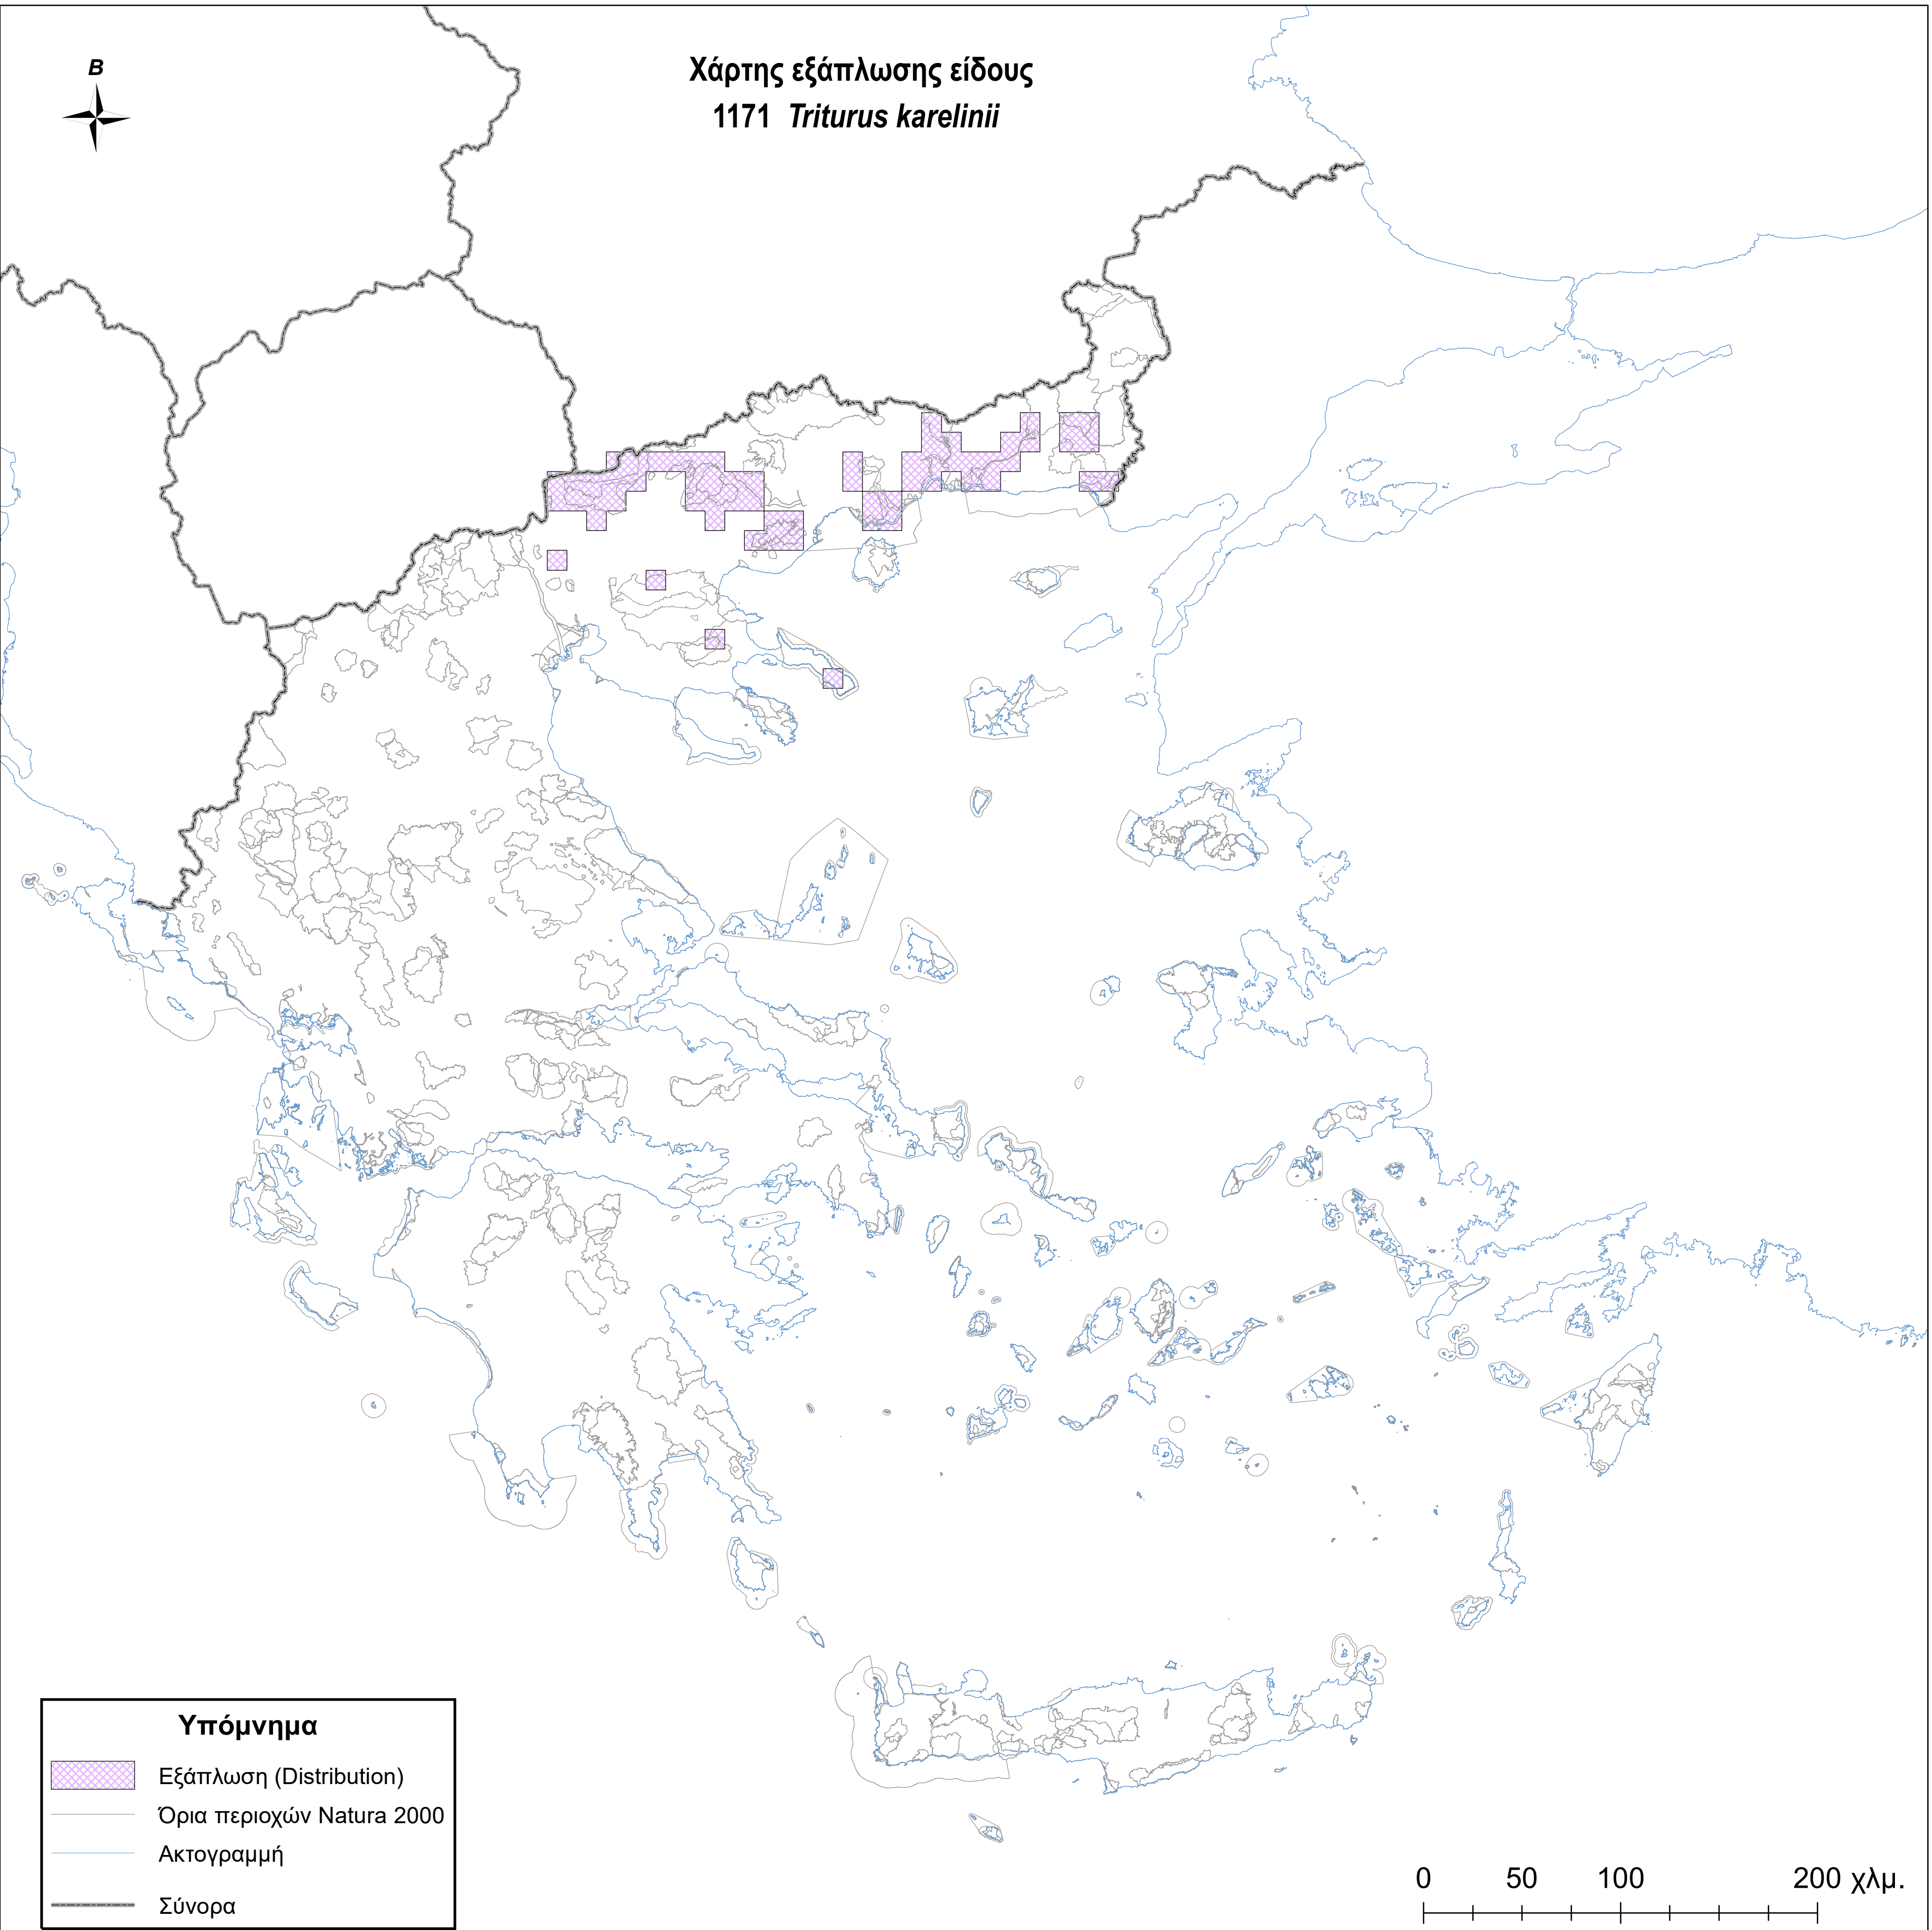 Β
Χάρτης εξάπλωσης είδους
1171 Triturus karelinii
Υπόμνημα
Εξάπλωση (Distribution)
Όρια περιοχών Natura 2000
Ακτογραμμή
Σύνορα
0 50 100 200 χλμ.